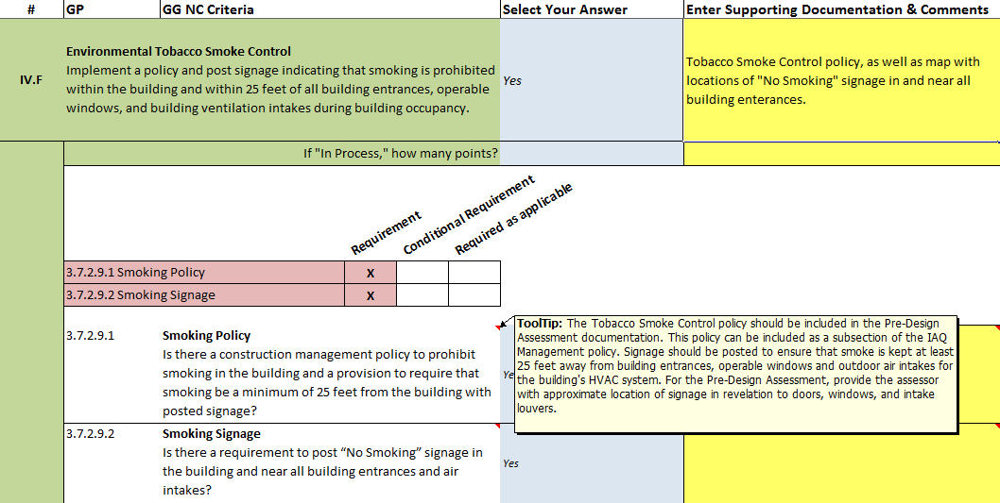 # GP GG NC Criteria Select Your Answer Enter Supporting Documentation & Comments
IV.F
Environmental Tobacco Smoke Control
Implement a policy and post signage indicating that smoking is prohibited
within the building and within 25 feet of all building entrances, operable
windows, and building ventilation intakes during building occupancy.
Yes
Tobacco Smoke Control policy, as well as map with
locations of "No Smoking" signage in and near all
building enterances.
If "In Process," how many points?
Requirement
Conditional Requirement
Required as applicable
3.7.2.9.1 Smoking Policy X
3.7.2.9.2 Smoking Signage X
3.7.2.9.1 Smoking Policy
Is there a construction management policy to prohibit
smoking in the building and a provision to require that
smoking be a minimum of 25 feet from the building with
posted signage?
Ye
ToolTip: The Tobacco Smoke Control policy should be included in the Pre-Design
Assessment documentation. This policy can be included as a subsection of the IAQ
Management policy. Signage should be posted to ensure that smoke is kept at least
25 feet away from building entrances, operable windows and outdoor air intakes for
the building's HVAC system. For the Pre-Design Assessment, provide the assessor
with approximate location of signage in revelation to doors, windows, and intake
louvers.
3.7.2.9.2 Smoking Signage
Is there a requirement to post “No Smoking” signage in
the building and near all building entrances and air
intakes?
Yes